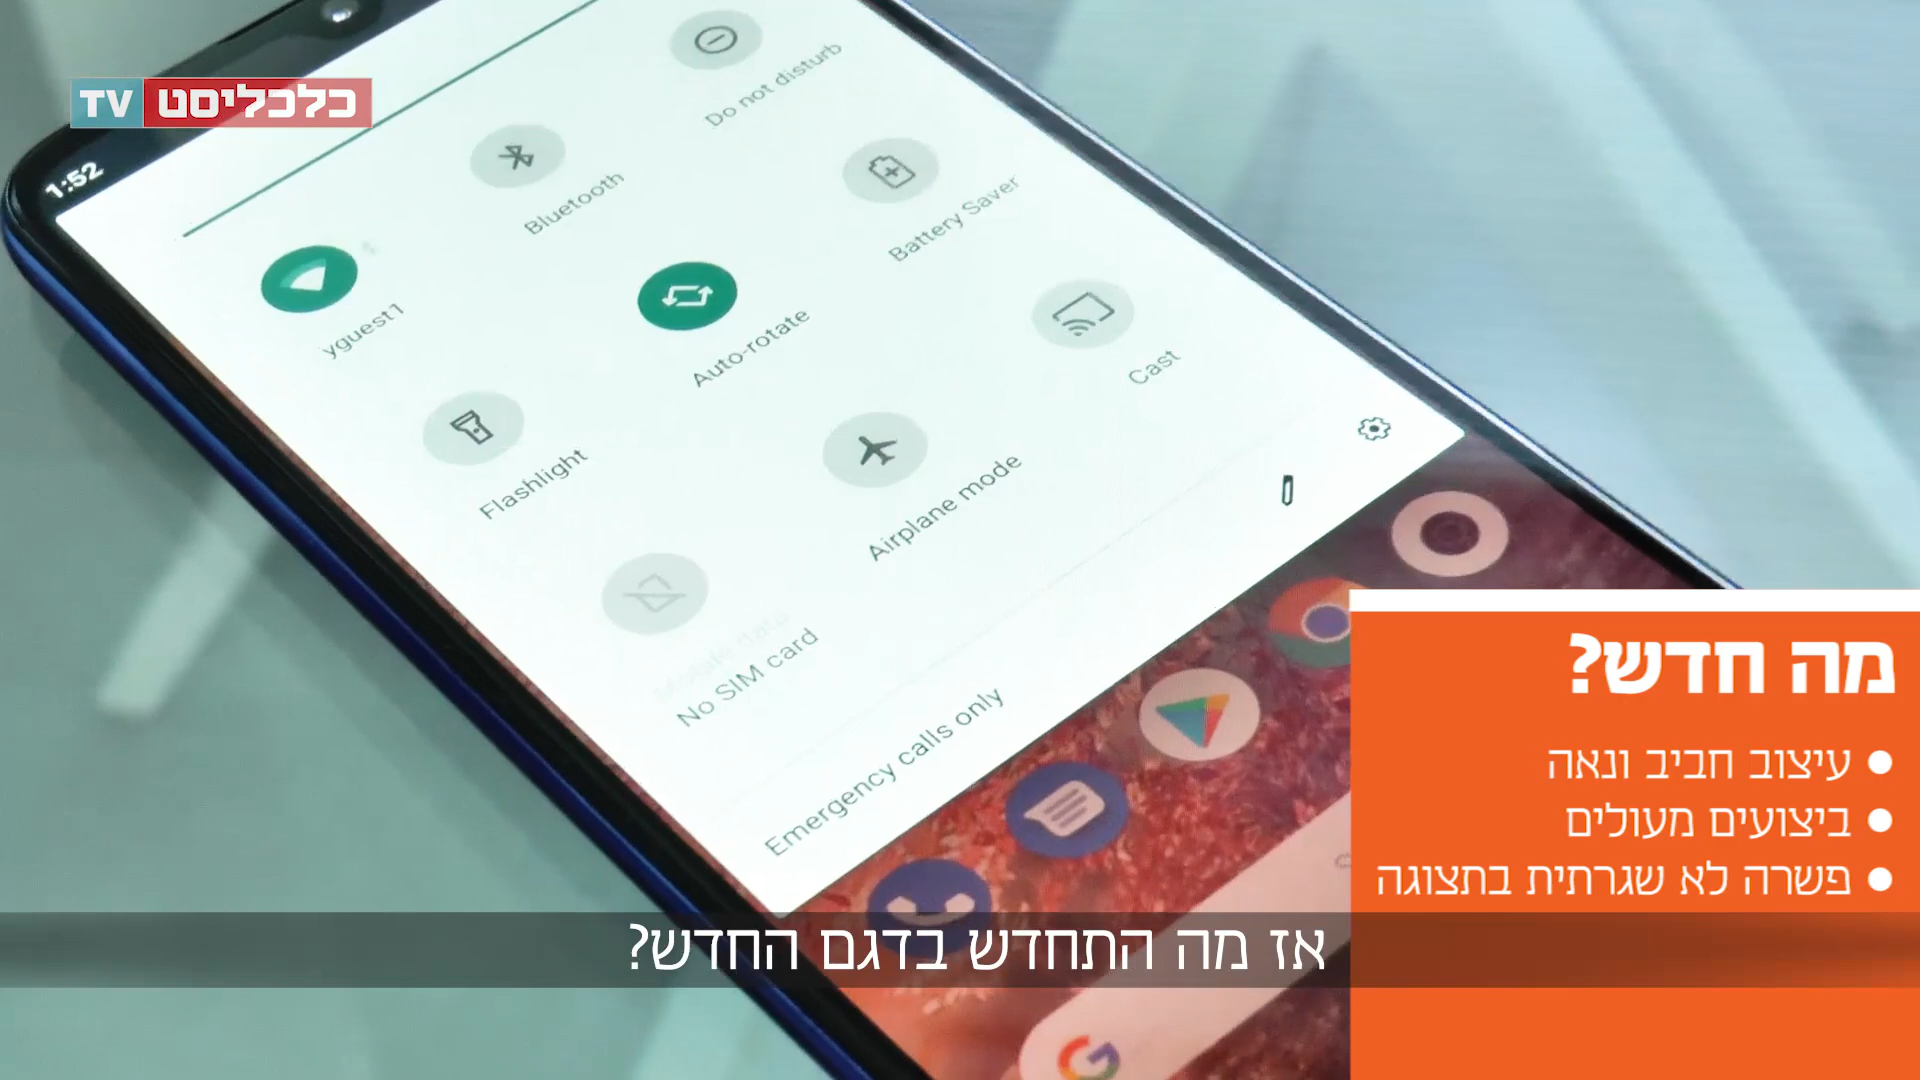 כלכליסט TV
1:52
Do not disturb
Bluetooth
Battery Saver
yguest1
Auto-rotate
Cast
Flashlight
Airplane mode
Mobile data
No SIM card
Emergency calls only
מה חדש?
• עיצוב חביב ונאה
• ביצועים מעולים
• פשרה לא שגרתית בתצוגה
אז מה התחדש בדגם החדש?